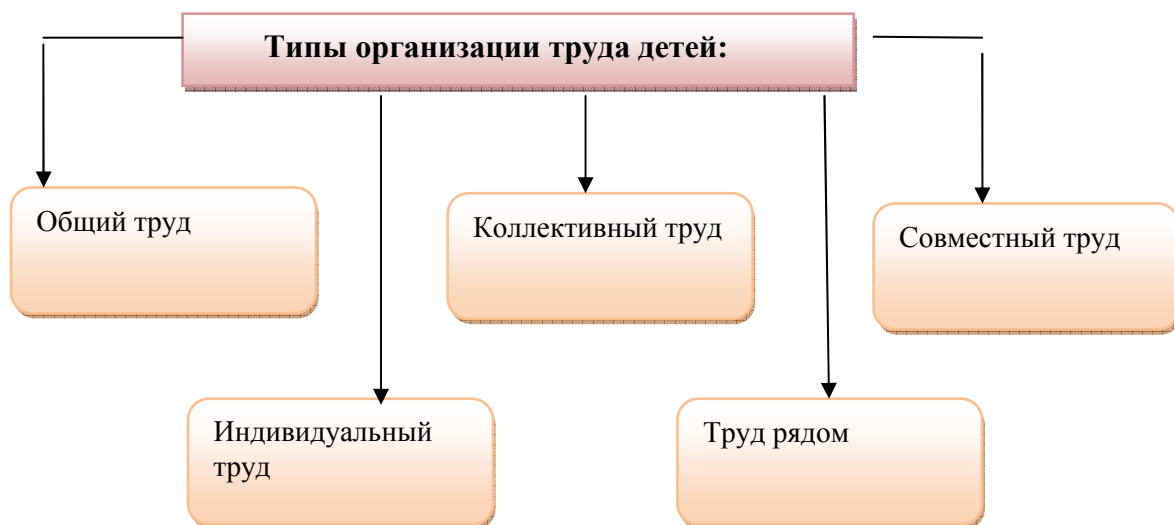 Типы организации труда детей:
Общий труд
Коллективный труд
Совместный труд
Индивидуальный
труд
Труд рядом